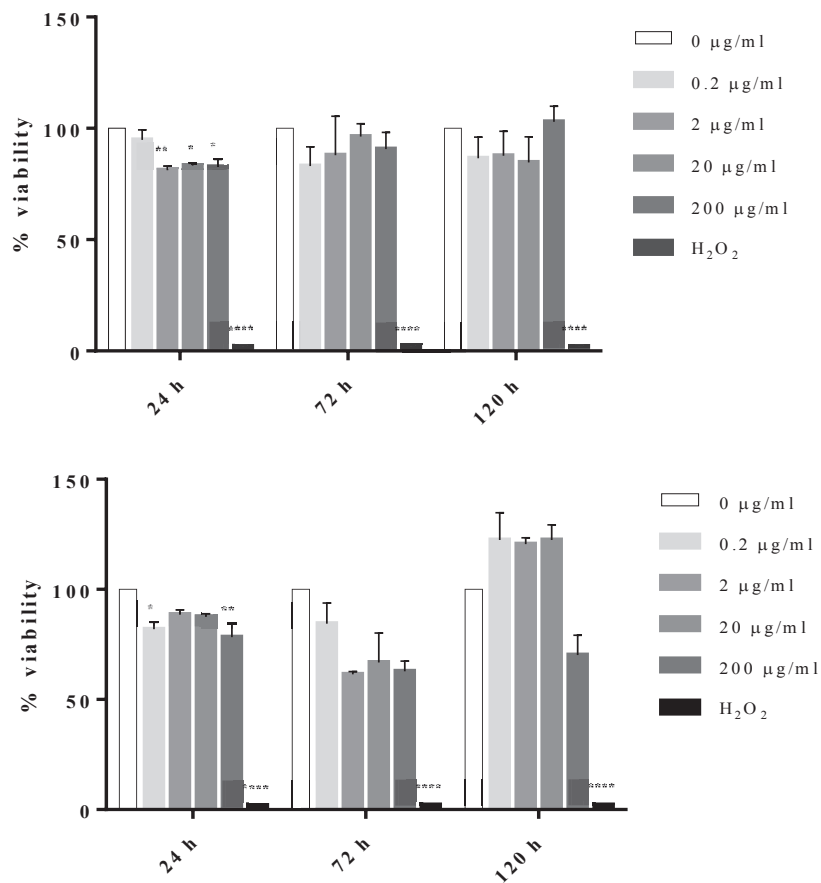 150
100
50
0
% viability
** * *
**** **** ****
24 h
72 h
120 h
0 μg/ml
0.2 μg/ml
2 μg/ml
20 μg/ml
200 μg/ml
H₂O₂
150
100
50
0
% viability
* **
**** **** ****
24 h
72 h
120 h
0 μg/ml
0.2 μg/ml
2 μg/ml
20 μg/ml
200 μg/ml
H₂O₂